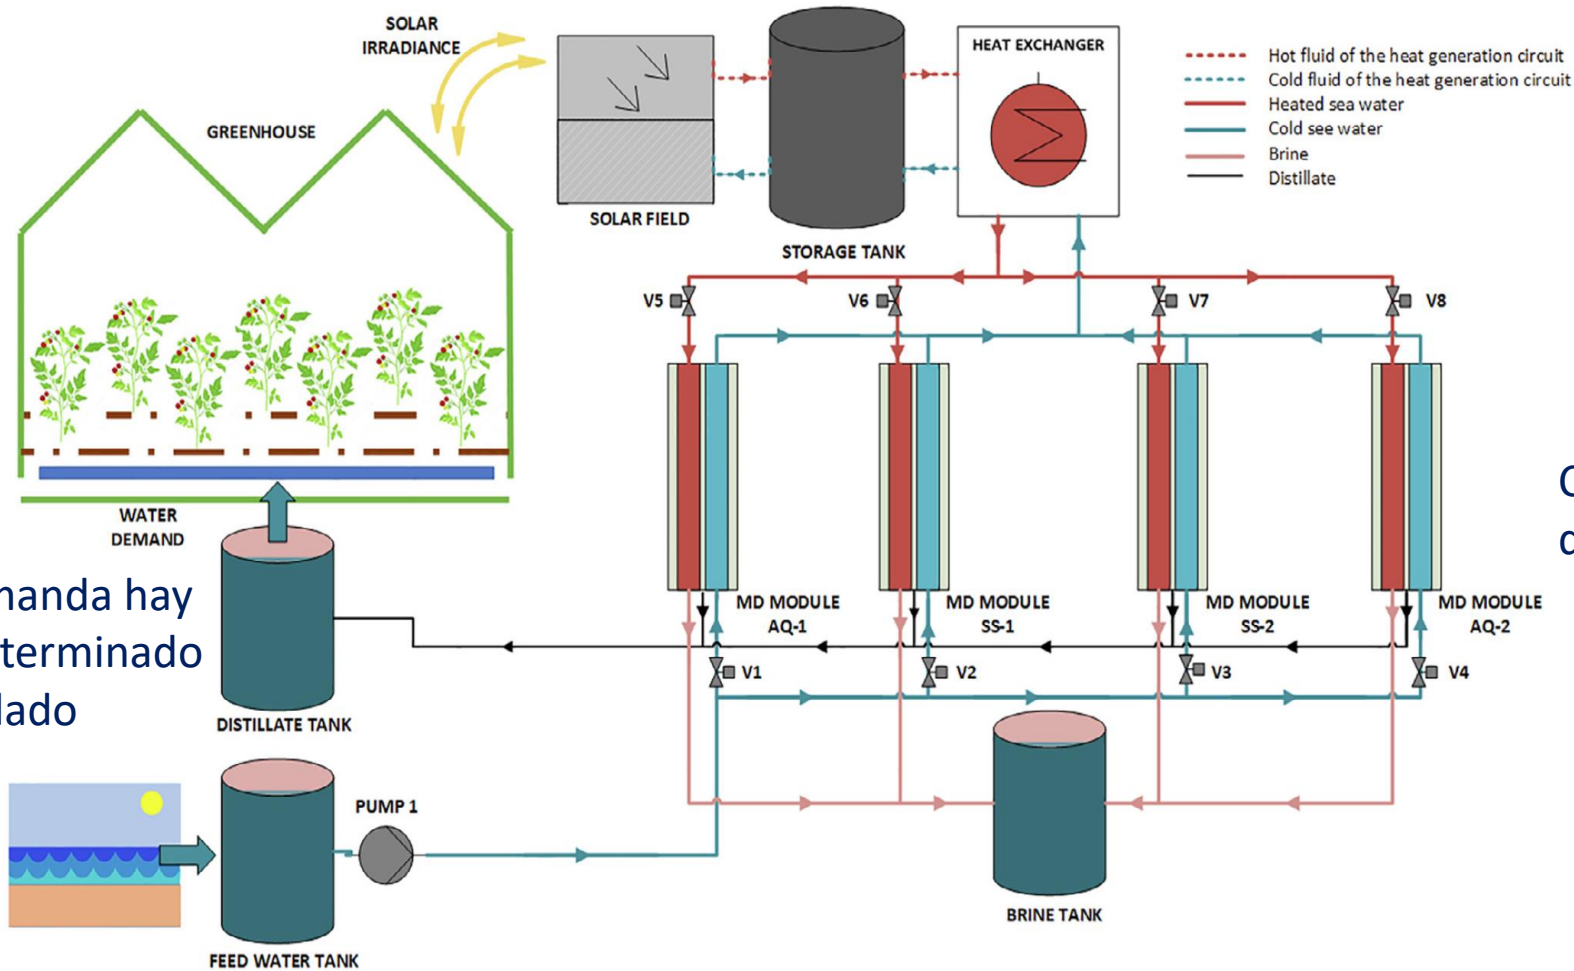 SOLAR
IRRADIANCE
GREENHOUSE
SOLAR FIELD
STORAGE TANK
HEAT EXCHANGER
Hot fluid of the heat generation circuit
Cold fluid of the heat generation circuit
Heated sea water
Cold see water
Brine
Distillate
V5
V6
V7
V8
WATER
DEMAND
MD MODULE
AQ-1
MD MODULE
SS-1
MD MODULE
SS-2
MD MODULE
AQ-2
V1
V2
V3
V4
hay
DISTILLATE TANK
PUMP 1
FEED WATER TANK
BRINE TANK